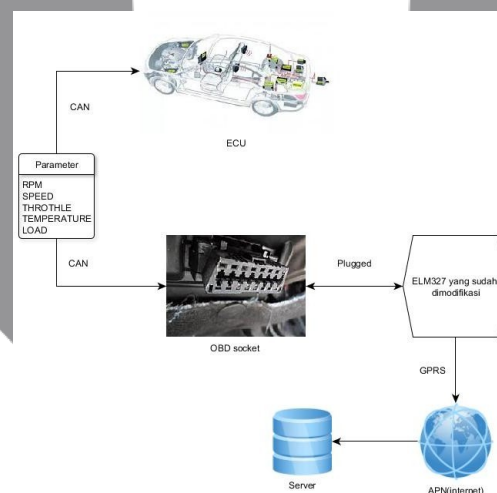 CAN
ECU
Parameter
RPM
SPEED
THROTHLE
TEMPERATURE
LOAD
CAN
Plugged
ELM327 yang sudah
dimodifikasi
OBD socket
GPRS
Server
APN(internet)